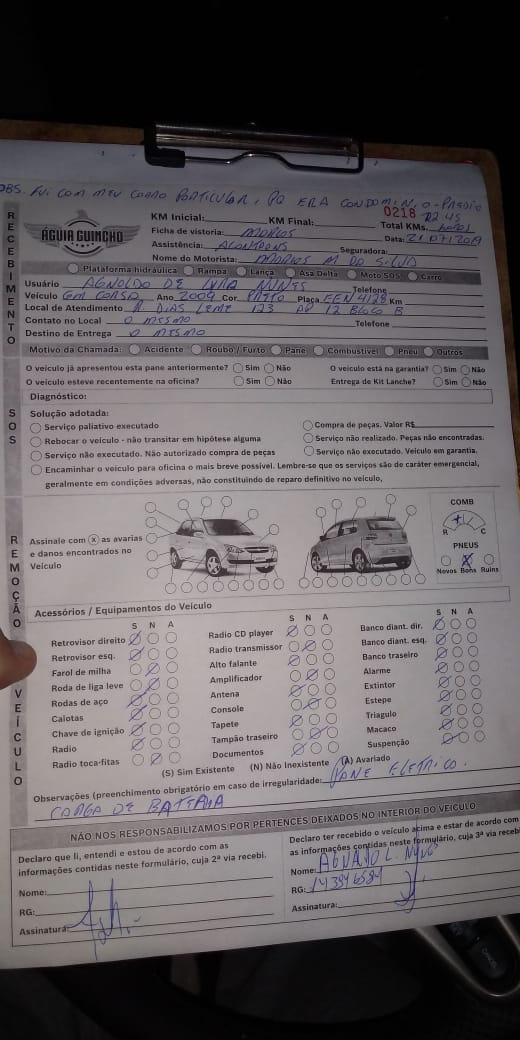 OBS. FUI COM MEU CARRO PARTICULAR, PQ ERA CONDOMINIO
KM Inicial: KM Final: 0218
Total KMs.
ÁGUIA GUINCHO
Ficha de vistoria: Data: 21/07/2019
Assistência: Seguradora:
Nome do Motorista: M DA SILVA
Plataforma hidráulica Rampa Lança Asa Delta Moto SOS Carro
Usuário AGNALDO DE LIMA NUNES Telefone
Veículo GM CORSA Ano 2009 Cor PRETO Placa EEN 4128 Km
Local de Atendimento R. DIAS LEME 123 AP 12 BLOCO B
Contato no Local O MESMO Telefone
Destino de Entrega O MESMO
RECEBIMENTO
Motivo da Chamada: Acidente Roubo / Furto Pane Combustível Pneu Outros
O veículo já apresentou esta pane anteriormente? Sim Não O veículo está na garantia? Sim Não
O veículo esteve recentemente na oficina? Sim Não Entrega de Kit Lanche? Sim Não
Diagnóstico:
SOS
Solução adotada:
Serviço paliativo executado Compra de peças. Valor R$
Rebocar o veículo - não transitar em hipótese alguma Serviço não realizado. Peças não encontradas.
Serviço não executado. Não autorizado compra de peças Serviço não executado. Veículo em garantia.
Encaminhar o veículo para oficina o mais breve possível. Lembre-se que os serviços são de caráter emergencial,
geralmente em condições adversas, não constituindo de reparo definitivo no veículo,
REMOÇÃO VEÍCULO
Assinale com X as avarias
e danos encontrados no
Veículo
COMB
R C
PNEUS
Novos Bons Ruins
Acessórios / Equipamentos do Veículo
S N A S N A S N A
Retrovisor direito Radio CD player Banco diant. dir.
Retrovisor esq. Radio transmissor Banco diant. esq.
Farol de milha Alto falante Banco traseiro
Roda de liga leve Amplificador Alarme
Rodas de aço Antena Extintor
Calotas Console Estepe
Chave de ignição Tapete Triagulo
Radio Tampão traseiro Macaco
Radio toca-fitas Documentos Suspenção
(S) Sim Existente (N) Não Inexistente (A) Avariado
Observações (preenchimento obrigatório em caso de irregularidade: PANE ELETRICO.
CARGA DE BATERIA
NÃO NOS RESPONSABILIZAMOS POR PERTENCES DEIXADOS NO INTERIOR DO VEÍCULO
Declaro que li, entendi e estou de acordo com as
informações contidas neste formulário, cuja 2ª via recebi.
Nome:
RG:
Assinatura:
Declaro ter recebido o veículo acima e estar de acordo com
as informações contidas neste formulário, cuja 3ª via receb
Nome: AGNALDO L. NUNES
RG:
Assinatura: